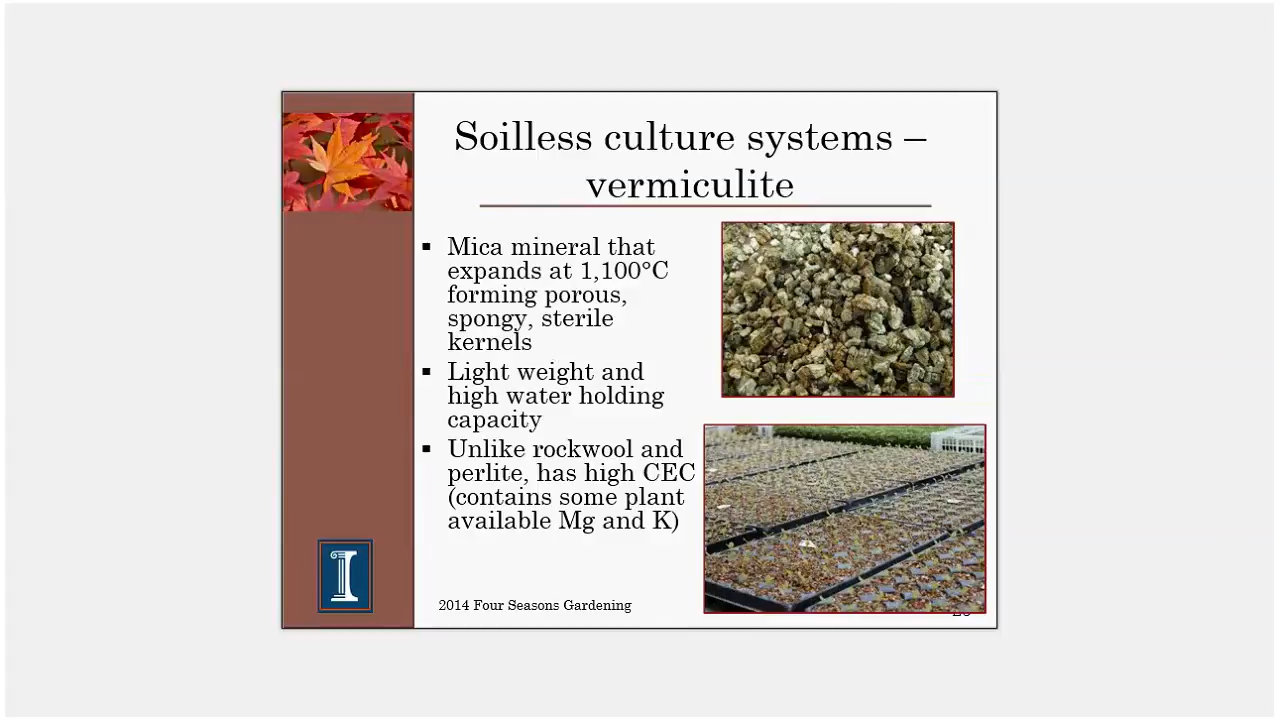 Soilless culture systems –
vermiculite
▪ Mica mineral that
expands at 1,100°C
forming porous,
spongy, sterile
kernels
▪ Light weight and
high water holding
capacity
▪ Unlike rockwool and
perlite, has high CEC
(contains some plant
available Mg and K)
I
2014 Four Seasons Gardening